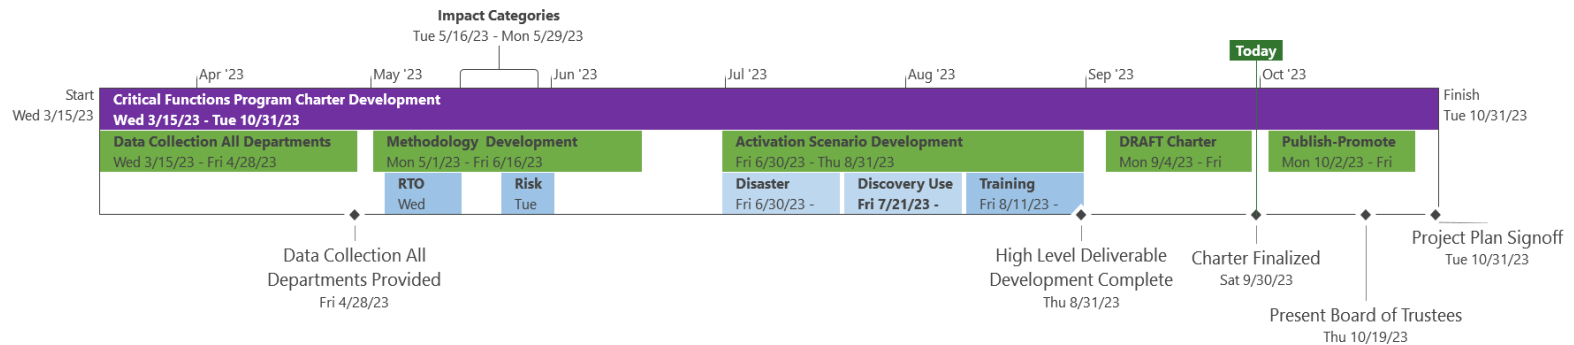 Impact Categories
Tue 5/16/23 - Mon 5/29/23
Today
Apr '23
May '23
Jun '23
Jul '23
Aug '23
Sep '23
Oct '23
Start
Wed 3/15/23
Critical Functions Program Charter Development
Wed 3/15/23 - Tue 10/31/23
Finish
Tue 10/31/23
Data Collection All Departments
Wed 3/15/23 - Fri 4/28/23
Methodology Development
Mon 5/1/23 - Fri 6/16/23
Activation Scenario Development
Fri 6/30/23 - Thu 8/31/23
DRAFT Charter
Mon 9/4/23 - Fri
Publish-Promote
Mon 10/2/23 - Fri
RTO
Wed
Risk
Tue
Disaster
Fri 6/30/23 -
Discovery Use
Fri 7/21/23 -
Training
Fri 8/11/23 -
Data Collection All
Departments Provided
Fri 4/28/23
High Level Deliverable
Development Complete
Thu 8/31/23
Charter Finalized
Sat 9/30/23
Present Board of Trustees
Thu 10/19/23
Project Plan Signoff
Tue 10/31/23